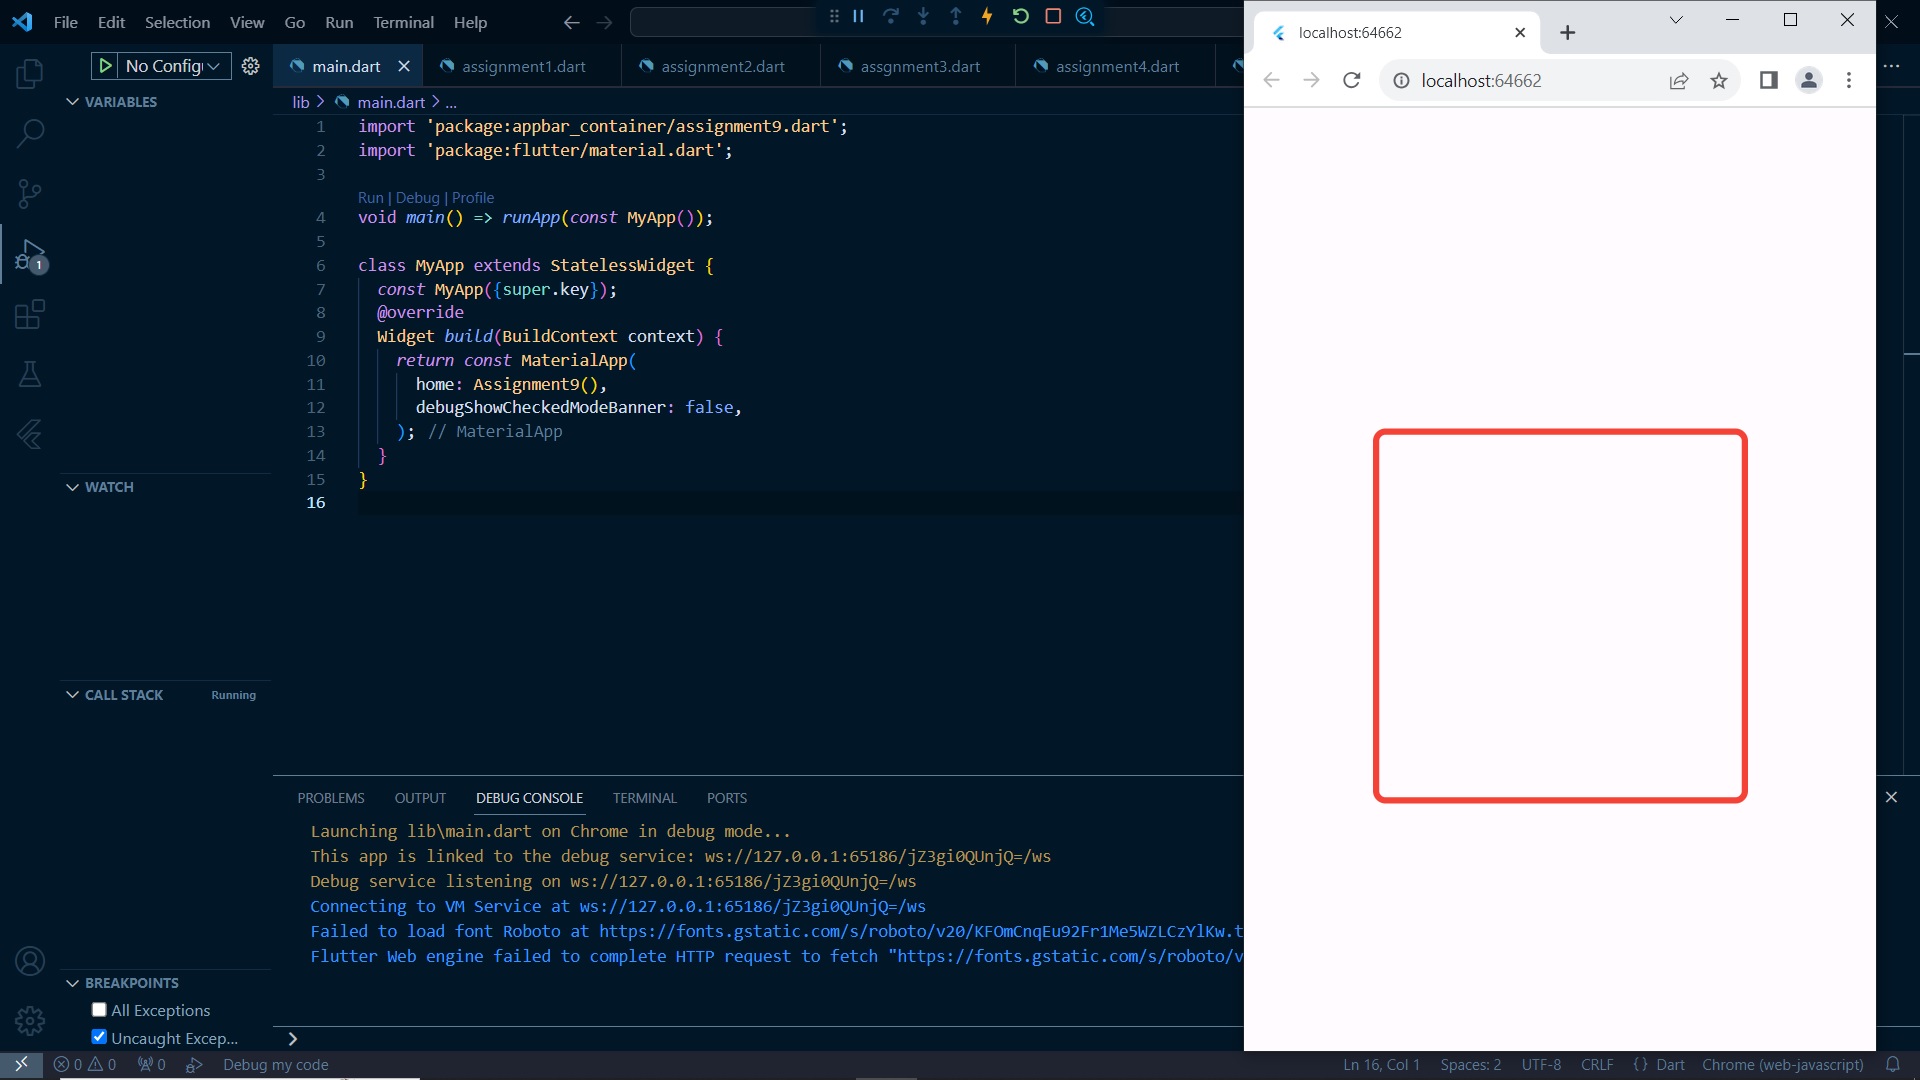 File Edit Selection View Go Run Terminal Help
No Config
main.dart
assignment1.dart
assignment2.dart
assgnment3.dart
assignment4.dart
VARIABLES
lib > main.dart > ...
1 import 'package:appbar_container/assignment9.dart';
2 import 'package:flutter/material.dart';
3
Run | Debug | Profile
4 void main() => runApp(const MyApp());
5
6 class MyApp extends StatelessWidget {
7 const MyApp({super.key});
8 @override
9 Widget build(BuildContext context) {
10 return const MaterialApp(
11 home: Assignment9(),
12 debugShowCheckedModeBanner: false,
13 ); // MaterialApp
14 }
15 }
16
1
WATCH
CALL STACK Running
BREAKPOINTS
All Exceptions
Uncaught Excep...
PROBLEMS OUTPUT DEBUG CONSOLE TERMINAL PORTS
Launching lib\main.dart on Chrome in debug mode...
This app is linked to the debug service: ws://127.0.0.1:65186/jZ3gi0QUnjQ=/ws
Debug service listening on ws://127.0.0.1:65186/jZ3gi0QUnjQ=/ws
Connecting to VM Service at ws://127.0.0.1:65186/jZ3gi0QUnjQ=/ws
Failed to load font Roboto at https://fonts.gstatic.com/s/roboto/v20/KFOmCnqEu92Fr1Me5WZLCzYlKw.t
Flutter Web engine failed to complete HTTP request to fetch "https://fonts.gstatic.com/s/roboto/v
>
localhost:64662
localhost:64662
0 0 0 Debug my code
Ln 16, Col 1 Spaces: 2 UTF-8 CRLF {} Dart Chrome (web-javascript)